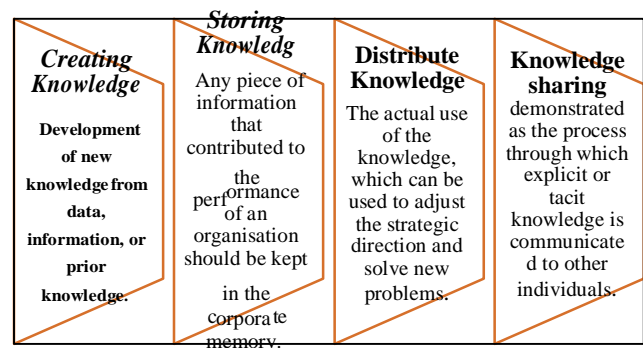 Creating
Knowledge
Development
of new
knowledge from
data,
information, or
prior
knowledge.
Storing
Knowledg
Any piece of
information
that
contributed to
the
performance
of an
organisation
should be kept
in the
corporate
memory.
Distribute
Knowledge
The actual use
of the
knowledge,
which can be
used to adjust
the strategic
direction and
solve new
problems.
Knowledge
sharing
demonstrated
as the process
through which
explicit or
tacit
knowledge is
communicate
d to other
individuals.